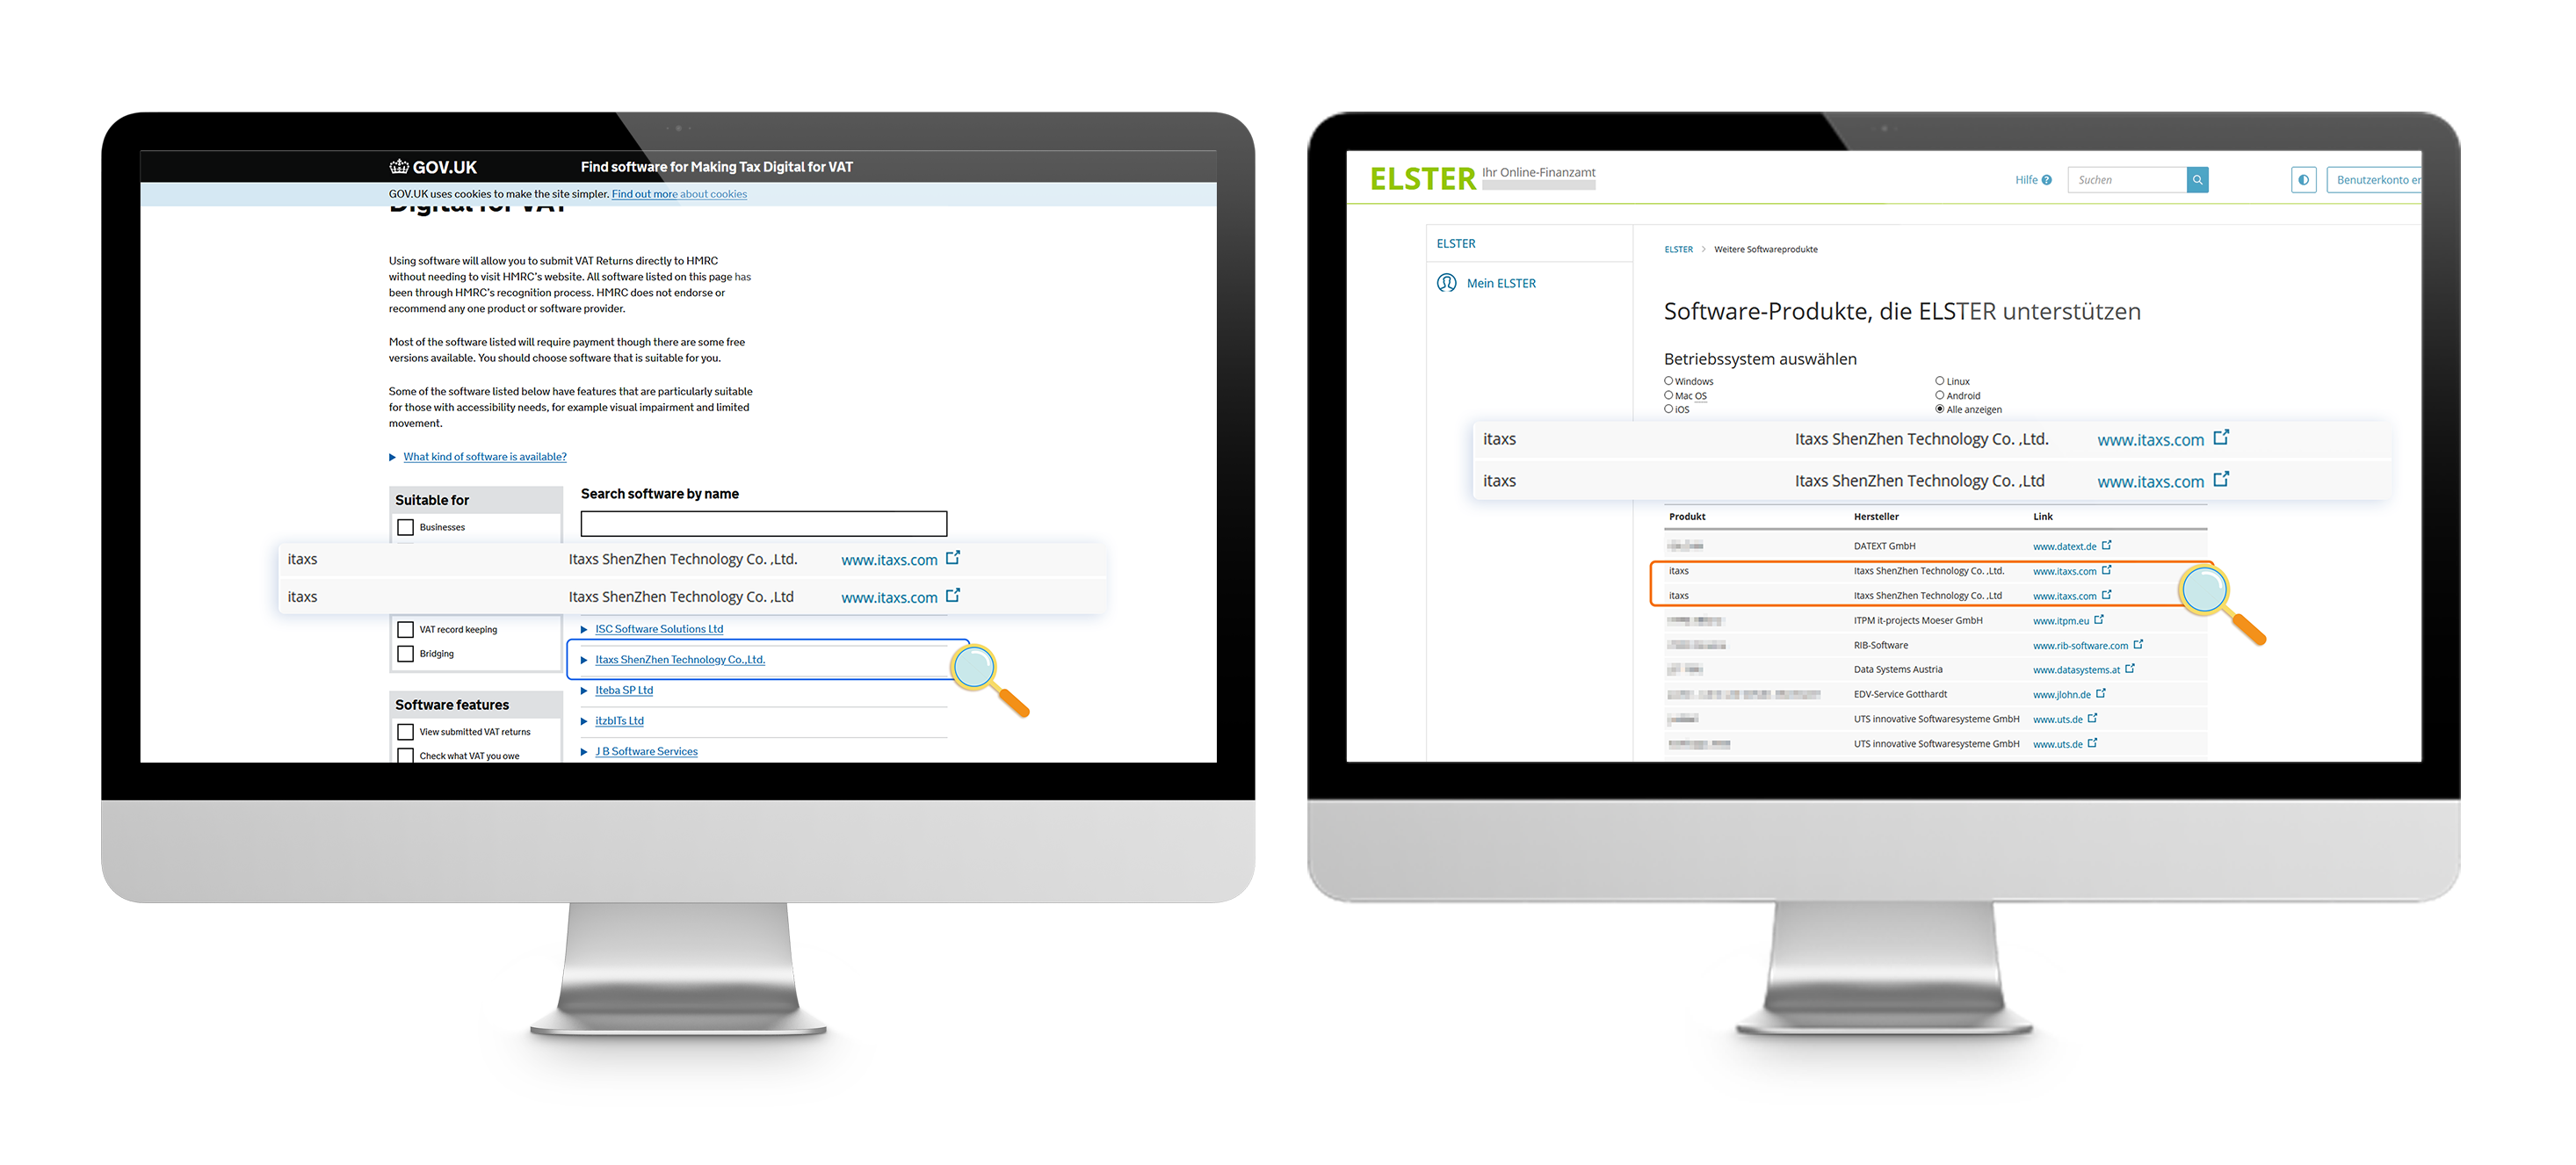 GOV.UK
Find software for Making Tax Digital for VAT
GOV.UK uses cookies to make the site simpler. Find out more about cookies
Digital for VAT
Using software will allow you to submit VAT Returns directly to HMRC
without needing to visit HMRC's website. All software listed on this page has
been through HMRC's recognition process. HMRC does not endorse or
recommend any one product or software provider.
Most of the software listed will require payment though there are some free
versions available. You should choose software that is suitable for you.
Some of the software listed below have features that are particularly suitable
for those with accessibility needs, for example visual impairment and limited
movement.
What kind of software is available?
Suitable for
Businesses
Search software by name
itaxs Itaxs ShenZhen Technology Co. ,Ltd. www.itaxs.com
itaxs Itaxs ShenZhen Technology Co. ,Ltd www.itaxs.com
VAT record keeping
Bridging
Software features
View submitted VAT returns
Check what VAT you owe
ISC Software Solutions Ltd
Itaxs ShenZhen Technology Co.,Ltd.
Iteba SP Ltd
itzbITs Ltd
J B Software Services
ELSTER Ihr Online-Finanzamt
Hilfe
Suchen
Benutzerkonto er
ELSTER
Mein ELSTER
ELSTER > Weitere Softwareprodukte
Software-Produkte, die ELSTER unterstützen
Betriebssystem auswählen
Windows Linux
Mac OS Android
iOS Alle anzeigen
itaxs Itaxs ShenZhen Technology Co. ,Ltd. www.itaxs.com
itaxs Itaxs ShenZhen Technology Co. ,Ltd www.itaxs.com
Produkt Hersteller Link
DATEXT GmbH www.datext.de
itaxs Itaxs ShenZhen Technology Co. ,Ltd. www.itaxs.com
itaxs Itaxs ShenZhen Technology Co. ,Ltd www.itaxs.com
ITPM it-projects Moeser GmbH www.itpm.eu
RIB-Software www.rib-software.com
Data Systems Austria www.datasystems.at
EDV-Service Gotthardt www.jlohn.de
UTS innovative Softwaresysteme GmbH www.uts.de
UTS innovative Softwaresysteme GmbH www.uts.de